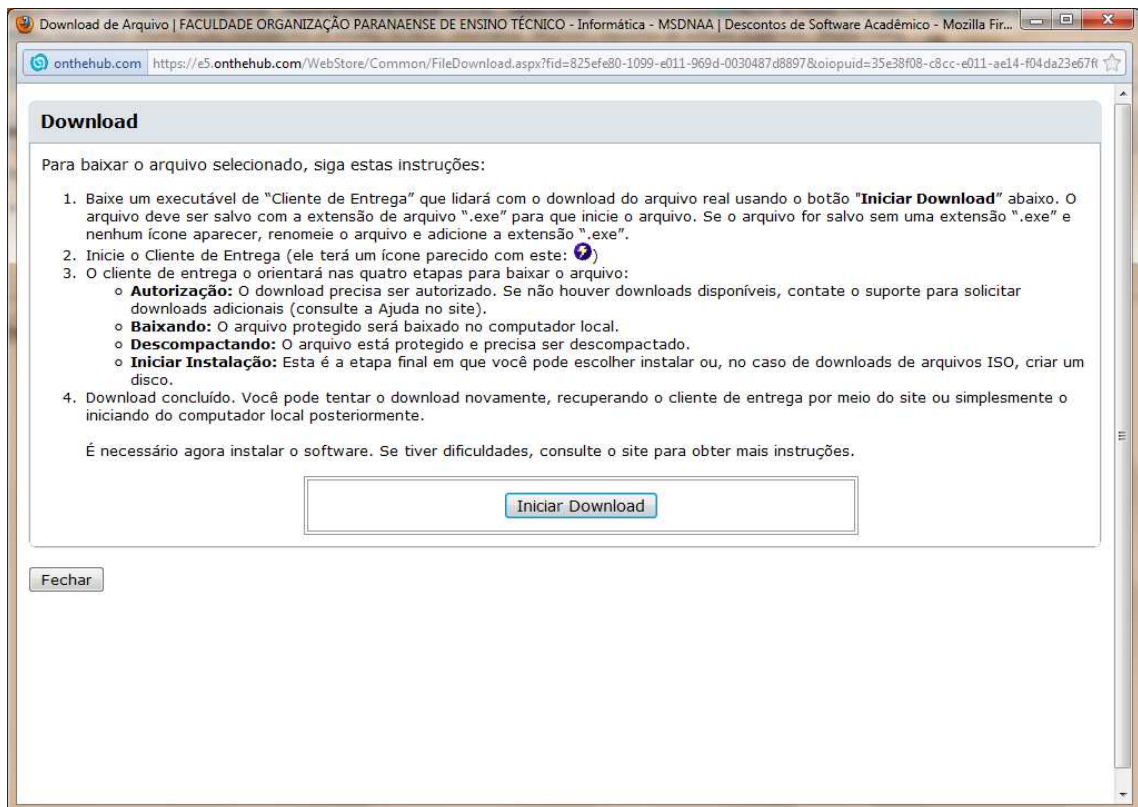 Download de Arquivo | FACULDADE ORGANIZAÇÃO PARANAENSE DE ENSINO TÉCNICO - Informática - MSDNAA | Descontos de Software Acadêmico - Mozilla Fir...
onthehub.com https://e5.onthehub.com/WebStore/Common/FileDownload.aspx?fid=825efe80-1099-e011-969d-0030487d8897&oiopuid=35e38f08-c8cc-e011-ae14-f04da23e67f
Download
Para baixar o arquivo selecionado, siga estas instruções:
1. Baixe um executável de “Cliente de Entrega” que lidará com o download do arquivo real usando o botão "Iniciar Download” abaixo. O
arquivo deve ser salvo com a extensão de arquivo “.exe” para que inicie o arquivo. Se o arquivo for salvo sem uma extensão “.exe” e
nenhum ícone aparecer, renomeie o arquivo e adicione a extensão “.exe”.
2. Inicie o Cliente de Entrega (ele terá um ícone parecido com este: )
3. O cliente de entrega o orientará nas quatro etapas para baixar o arquivo:
Autorização: O download precisa ser autorizado. Se não houver downloads disponíveis, contate o suporte para solicitar
downloads adicionais (consulte a Ajuda no site).
Baixando: O arquivo protegido será baixado no computador local.
Descompactando: O arquivo está protegido e precisa ser descompactado.
Iniciar Instalação: Esta é a etapa final em que você pode escolher instalar ou, no caso de downloads de arquivos ISO, criar um
disco.
4. Download concluído. Você pode tentar o download novamente, recuperando o cliente de entrega por meio do site ou simplesmente o
iniciando do computador local posteriormente.
É necessário agora instalar o software. Se tiver dificuldades, consulte o site para obter mais instruções.
Iniciar Download
Fechar